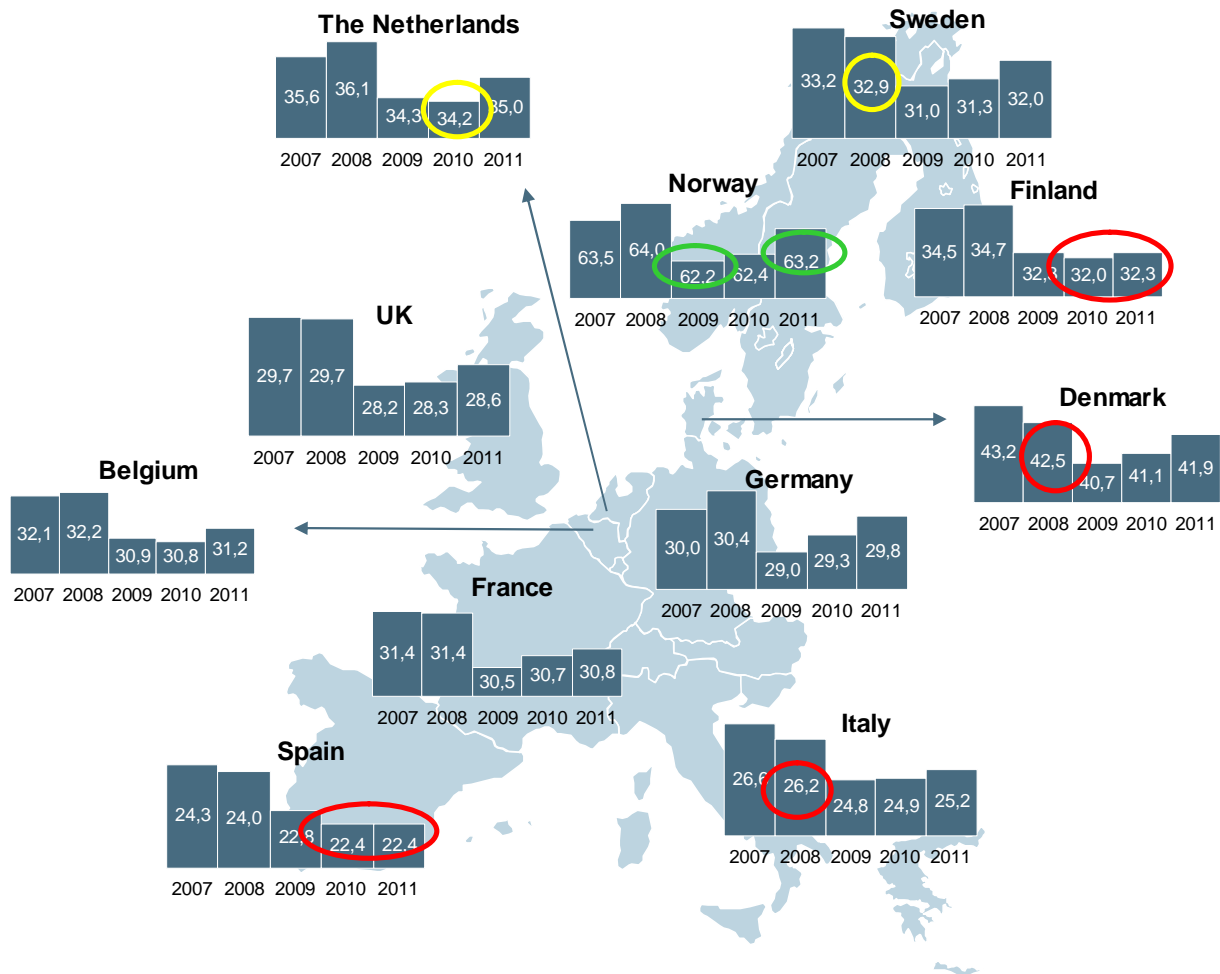 The Netherlands
35,6 36,1 34,3 34,2 35,0
2007 2008 2009 2010 2011
Sweden
33,2 32,9 31,0 31,3 32,0
2007 2008 2009 2010 2011
Norway
63,5 64,0 62,2 62,4 63,2
2007 2008 2009 2010 2011
Finland
34,5 34,7 32,3 32,0 32,3
2007 2008 2009 2010 2011
UK
29,7 29,7 28,2 28,3 28,6
2007 2008 2009 2010 2011
Denmark
43,2 42,5 40,7 41,1 41,9
2007 2008 2009 2010 2011
Belgium
32,1 32,2 30,9 30,8 31,2
2007 2008 2009 2010 2011
Germany
30,0 30,4 29,0 29,3 29,8
2007 2008 2009 2010 2011
France
31,4 31,4 30,5 30,7 30,8
2007 2008 2009 2010 2011
Italy
26,6 26,2 24,8 24,9 25,2
2007 2008 2009 2010 2011
Spain
24,3 24,0 22,8 22,4 22,4
2007 2008 2009 2010 2011